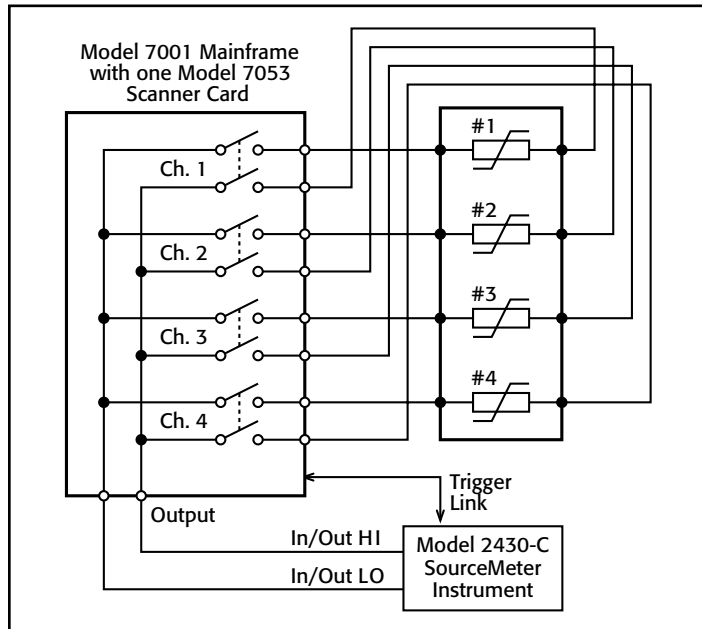 Model 7001 Mainframe
with one Model 7053
Scanner Card
Ch. 1
Ch. 2
Ch. 3
Ch. 4
#1
#2
#3
#4
Output
Trigger
Link
In/Out HI
In/Out LO
Model 2430-C
SourceMeter
Instrument